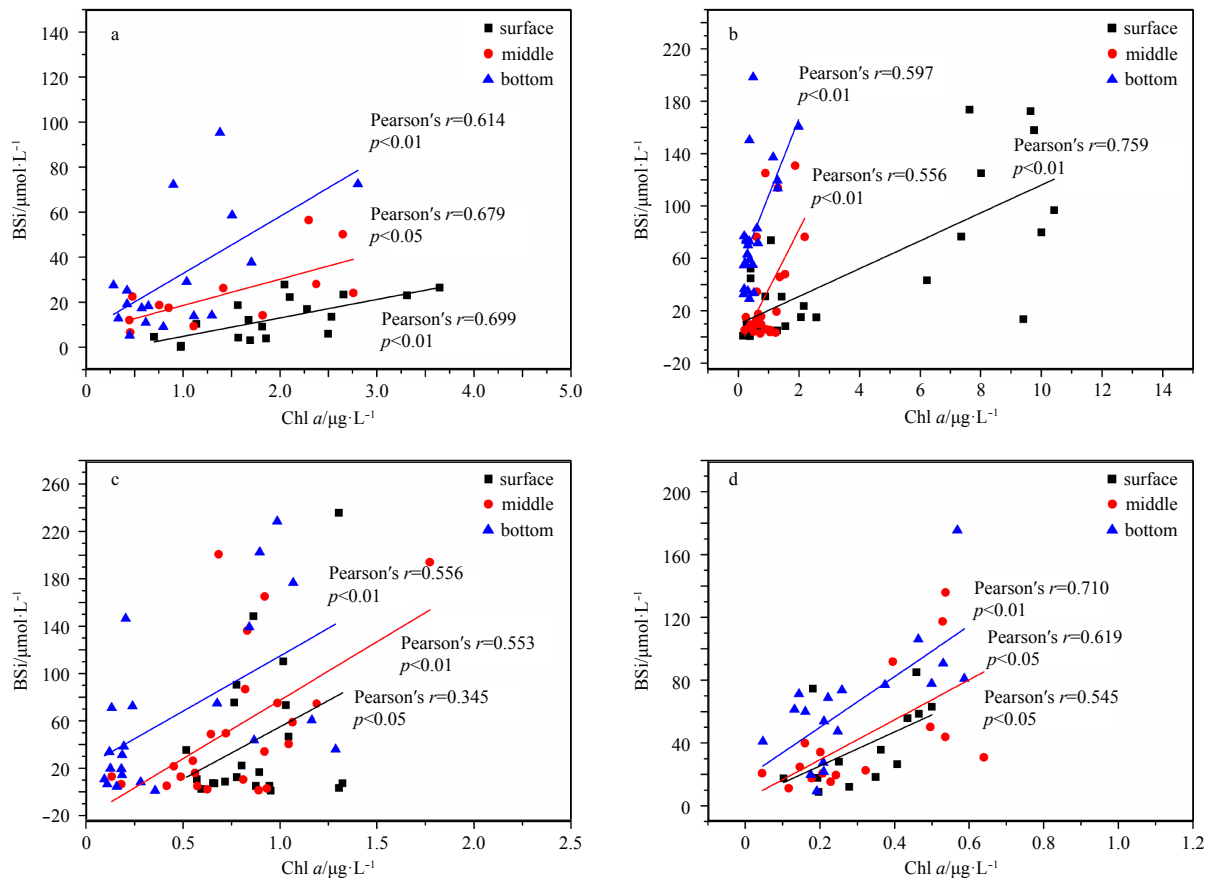 a
140
120
100
80
60
40
20
0
BSi/μmol·L⁻¹
surface
middle
bottom
Pearson's r=0.614
p<0.01
Pearson's r=0.679
p<0.05
Pearson's r=0.699
p<0.01
0
1.0
2.0
3.0
4.0
5.0
Chl a/μg·L⁻¹
b
220
180
140
100
60
20
−20
BSi/μmol·L⁻¹
surface
middle
bottom
Pearson's r=0.597
p<0.01
Pearson's r=0.759
p<0.01
Pearson's r=0.556
p<0.01
0
2
4
6
8
10
12
14
Chl a/μg·L⁻¹
c
260
220
180
140
100
60
20
−20
BSi/μmol·L⁻¹
surface
middle
bottom
Pearson's r=0.556
p<0.01
Pearson's r=0.553
p<0.01
Pearson's r=0.345
p<0.05
0
0.5
1.0
1.5
2.0
2.5
Chl a/μg·L⁻¹
d
220
160
120
80
40
0
BSi/μmol·L⁻¹
surface
middle
bottom
Pearson's r=0.710
p<0.01
Pearson's r=0.619
p<0.05
Pearson's r=0.545
p<0.05
0
0.2
0.4
0.6
0.8
1.0
1.2
Chl a/μg·L⁻¹